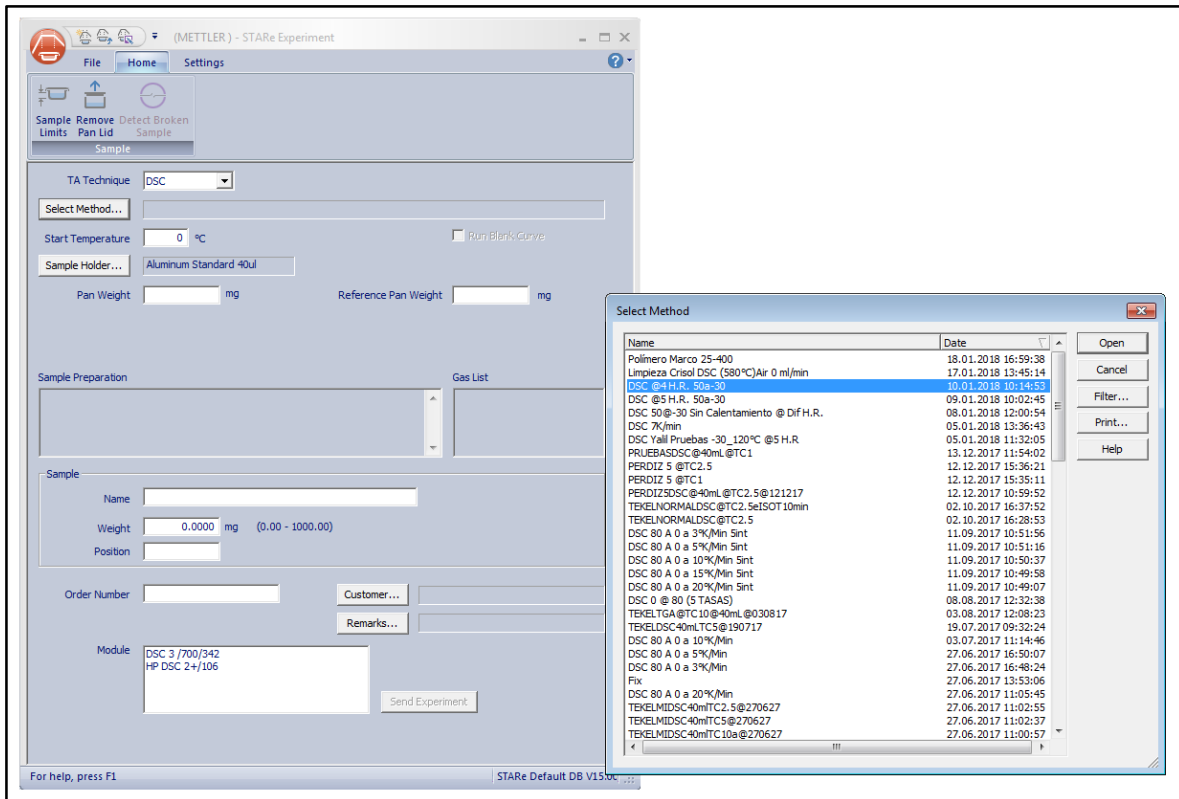 (METTLER ) - STARe Experiment
File Home Settings
Sample Limits Remove Pan Lid Detect Broken Sample
Sample
TA Technique DSC
Select Method...
Start Temperature 0 ºC Run Blank Curve
Sample Holder... Aluminum Standard 40ul
Pan Weight mg Reference Pan Weight mg
Sample Preparation Gas List
Sample
Name
Weight 0.0000 mg (0.00 - 1000.00)
Position
Order Number Customer...
Remarks...
Module DSC 3 /700/342
HP DSC 2+/106
Send Experiment
For help, press F1 STARe Default DB V15.00
Select Method
Name Date
Polímero Marco 25-400 18.01.2018 16:59:38
Limpieza Crisol DSC (580ºC)Air 0 ml/min 17.01.2018 13:45:14
DSC @4 H.R. 50a-30 10.01.2018 10:14:53
DSC @5 H.R. 50a-30 09.01.2018 10:02:45
DSC 50@-30 Sin Calentamiento @ Dif H.R. 08.01.2018 12:00:54
DSC 7K/min 05.01.2018 13:36:43
DSC Yalil Pruebas -30_120ºC @5 H.R 05.01.2018 11:32:05
PRUEBASDSC@40mL@TC1 13.12.2017 11:54:02
PERDIZ 5 @TC2.5 12.12.2017 15:36:21
PERDIZ 5 @TC1 12.12.2017 15:35:11
PERDIZ5DSC@40mL@TC2.5@121217 12.12.2017 10:59:52
TEKELNORMALDSC@TC2.5eISOT10min 02.10.2017 16:37:52
TEKELNORMALDSC@TC2.5 02.10.2017 16:28:53
DSC 80 A 0 a 3ºK/Min 5int 11.09.2017 10:51:56
DSC 80 A 0 a 5ºK/Min 5int 11.09.2017 10:51:16
DSC 80 A 0 a 10ºK/Min 5int 11.09.2017 10:50:37
DSC 80 A 0 a 15ºK/Min 5int 11.09.2017 10:49:58
DSC 80 A 0 a 20ºK/Min 5int 11.09.2017 10:49:07
DSC 0 @ 80 (5 TASAS) 08.08.2017 12:32:38
TEKELTGA@TC10@40mL@030817 03.08.2017 12:08:23
TEKELDSC40mLTC5@190717 19.07.2017 09:32:24
DSC 80 A 0 a 10ºK/Min 03.07.2017 11:14:46
DSC 80 A 0 a 5ºK/Min 27.06.2017 16:50:07
DSC 80 A 0 a 3ºK/Min 27.06.2017 16:48:24
Fix 27.06.2017 13:53:06
DSC 80 A 0 a 20ºK/Min 27.06.2017 11:05:45
TEKELMIDSC40mlTC2.5@270627 27.06.2017 11:02:55
TEKELMIDSC40mlTC5@270627 27.06.2017 11:02:37
TEKELMIDSC40mlTC10a@270627 27.06.2017 11:00:57
Open
Cancel
Filter...
Print...
Help